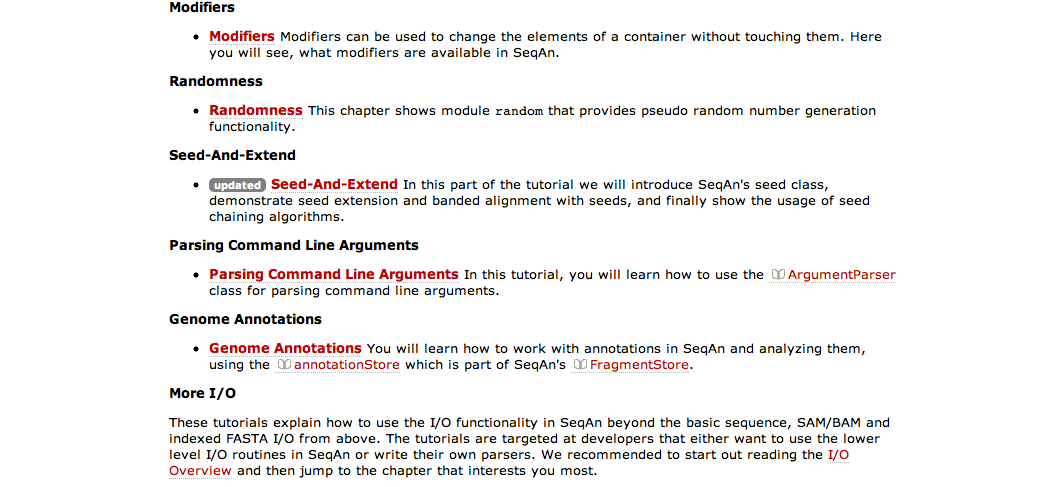 Modifiers
• Modifiers Modifiers can be used to change the elements of a container without touching them. Here
you will see, what modifiers are available in SeqAn.
Randomness
• Randomness This chapter shows module random that provides pseudo random number generation
functionality.
Seed-And-Extend
• updated Seed-And-Extend In this part of the tutorial we will introduce SeqAn's seed class,
demonstrate seed extension and banded alignment with seeds, and finally show the usage of seed
chaining algorithms.
Parsing Command Line Arguments
• Parsing Command Line Arguments In this tutorial, you will learn how to use the ArgumentParser
class for parsing command line arguments.
Genome Annotations
• Genome Annotations You will learn how to work with annotations in SeqAn and analyzing them,
using the annotationStore which is part of SeqAn's FragmentStore.
More I/O
These tutorials explain how to use the I/O functionality in SeqAn beyond the basic sequence, SAM/BAM and
indexed FASTA I/O from above. The tutorials are targeted at developers that either want to use the lower
level I/O routines in SeqAn or write their own parsers. We recommended to start out reading the I/O
Overview and then jump to the chapter that interests you most.